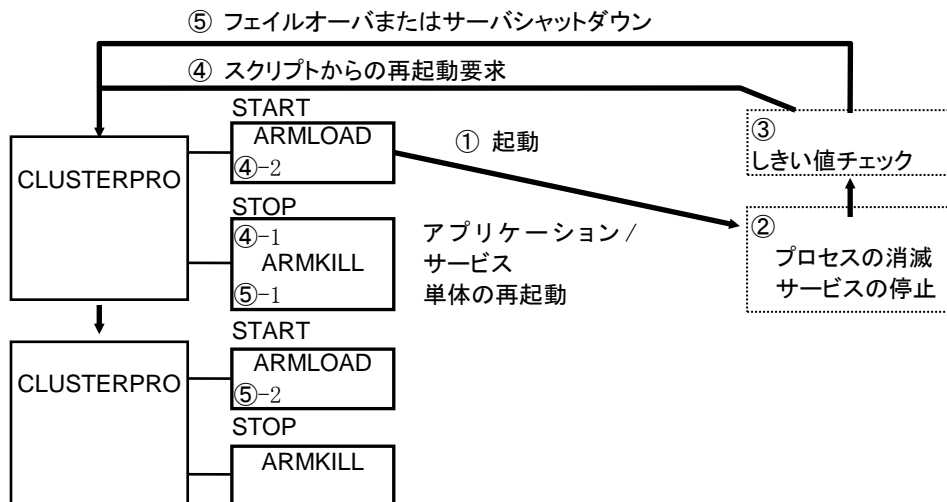 ⑤ フェイルオーバまたはサーバシャットダウン
④ スクリプトからの再起動要求
START
ARMLOAD
④-2
① 起動
③
しきい値チェック
CLUSTERPRO
STOP
④-1
ARMKILL
⑤-1
アプリケーション/
サービス
単体の再起動
②
プロセスの消滅
サービスの停止
START
ARMLOAD
⑤-2
CLUSTERPRO
STOP
ARMKILL